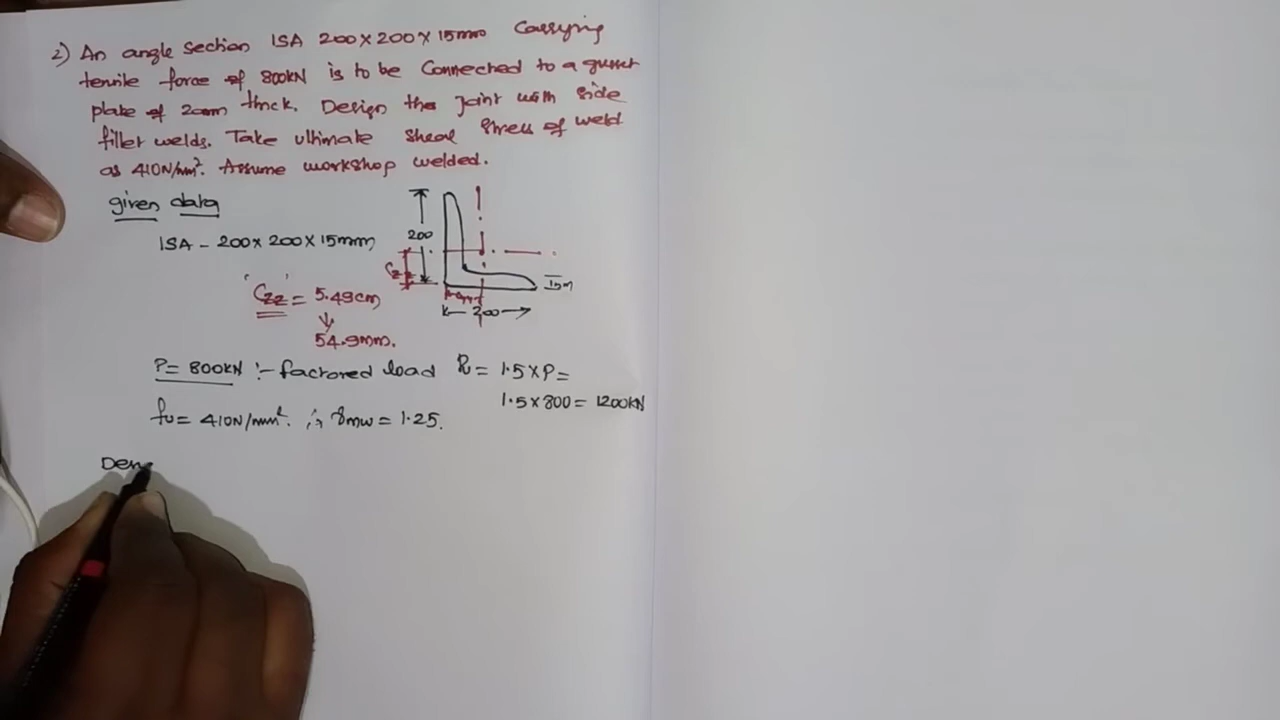 2) An angle section ISA 200×200×15mm Carrying
tensile force of 800KN is to be Connected to a gusset
plate of 20mm thick. Design the Joint with side
fillet welds. Take ultimate shear stress of weld
as 410N/mm². Assume workshop welded.
given data
ISA - 200×200×15mm
200
Czz
15m
200
'Czz' = 5.49cm
54.9mm.
P= 800KN :- factored load Pu = 1.5×P=
1.5×800= 1200KN
fu= 410N/mm². ∴ γmw = 1.25.